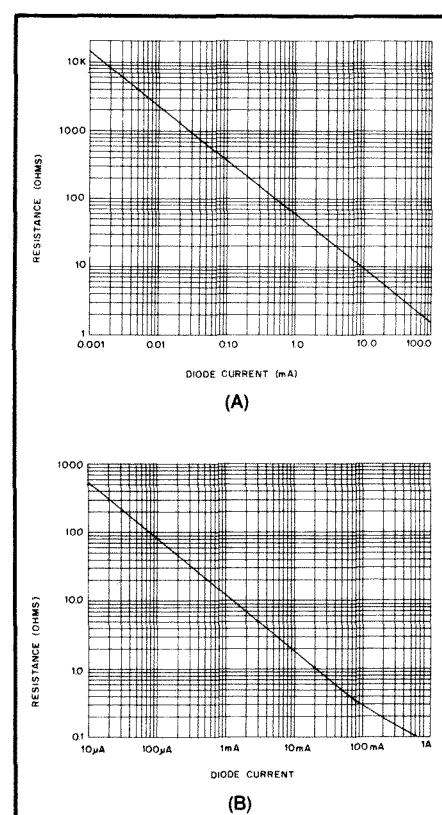 10K
1000
100
10
1
RESISTANCE (OHMS)
0.001 0.01 0.10 1.0 10.0 100.0
DIODE CURRENT (mA)
(A)
100.0
100
10.0
1.0
0.1
RESISTANCE (OHMS)
10µA 100µA 1mA 10mA 100mA 1A
DIODE CURRENT
(B)